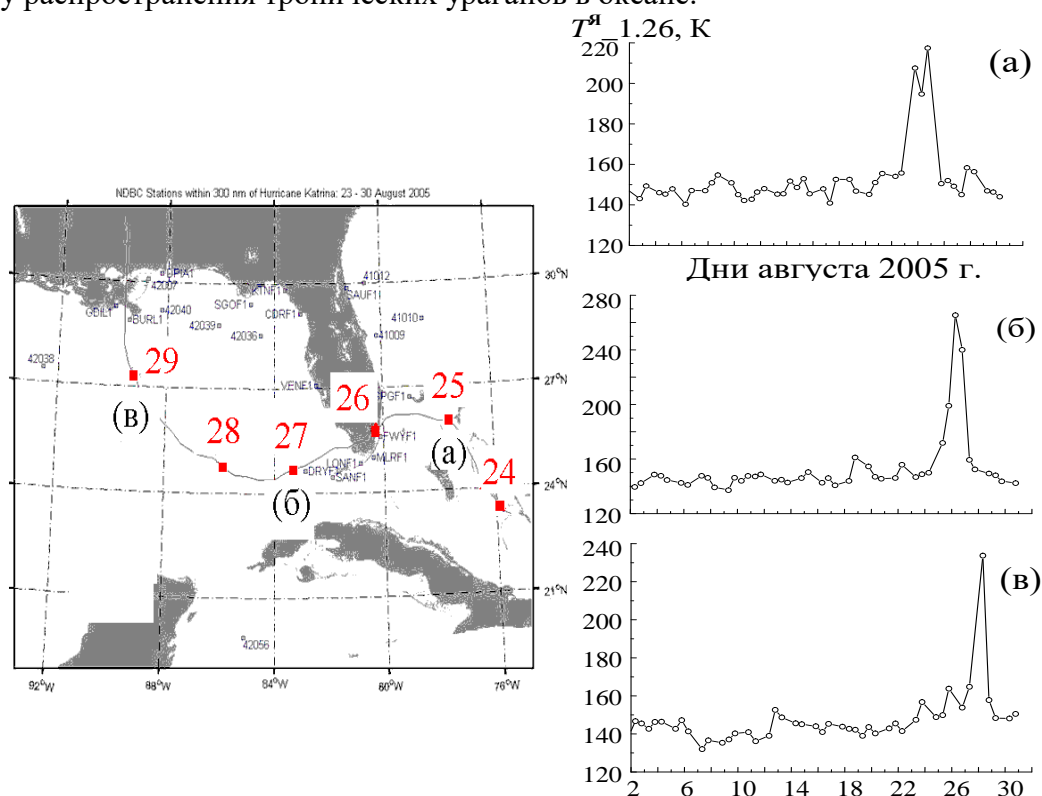 у распространения тропических ураганов в океане.
Tᴿ_1.26, К
220
180
160
140
120
(а)
Дни августа 2005 г.
280
240
200
160
120
(б)
240
220
200
180
160
140
120
(в)
2 6 10 14 18 22 26 30
NDBC Stations within 300 nm of Hurricane Katrina: 23 - 30 August 2005
30°N
27°N
24°N
21°N
92°W 88°W 84°W 80°W 76°W
42007
GDIL1
BURL1
42040
42039
SGOF1
42036
CDRF1
41012
SAUF1
41010
41009
42038
VENF1
FWYF1
MLRF1
LONF1
SANF1
42056
29
(в)
28
27
(б)
26
25
(а)
24